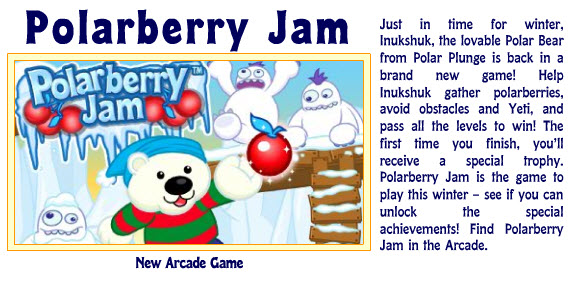 Polarberry Jam
Polarberry™
Jam
New Arcade Game
Just in time for winter,
Inukshuk, the lovable Polar Bear
from Polar Plunge is back in a
brand new game! Help
Inukshuk gather polarberries,
avoid obstacles and Yeti, and
pass all the levels to win! The
first time you finish, you'll
receive a special trophy.
Polarberry Jam is the game to
play this winter – see if you can
unlock the special
achievements! Find Polarberry
Jam in the Arcade.